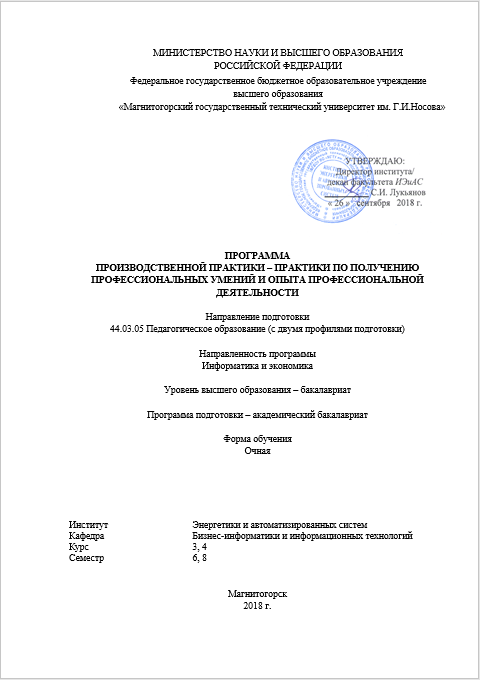 МИНИСТЕРСТВО НАУКИ И ВЫСШЕГО ОБРАЗОВАНИЯ
РОССИЙСКОЙ ФЕДЕРАЦИИ
Федеральное государственное бюджетное образовательное учреждение
высшего образования
«Магнитогорский государственный технический университет им. Г.И.Носова»
УТВЕРЖДАЮ:
Директор института/
декан факультета ИЭиАС
С.И. Лукьянов
« 26 » сентября 2018 г.
ПРОГРАММА
ПРОИЗВОДСТВЕННОЙ ПРАКТИКИ – ПРАКТИКИ ПО ПОЛУЧЕНИЮ
ПРОФЕССИОНАЛЬНЫХ УМЕНИЙ И ОПЫТА ПРОФЕССИОНАЛЬНОЙ
ДЕЯТЕЛЬНОСТИ
Направление подготовки
44.03.05 Педагогическое образование (с двумя профилями подготовки)
Направленность программы
Информатика и экономика
Уровень высшего образования – бакалавриат
Программа подготовки – академический бакалавриат
Форма обучения
Очная
Институт Энергетики и автоматизированных систем
Кафедра Бизнес-информатики и информационных технологий
Курс 3, 4
Семестр 6, 8
Магнитогорск
2018 г.